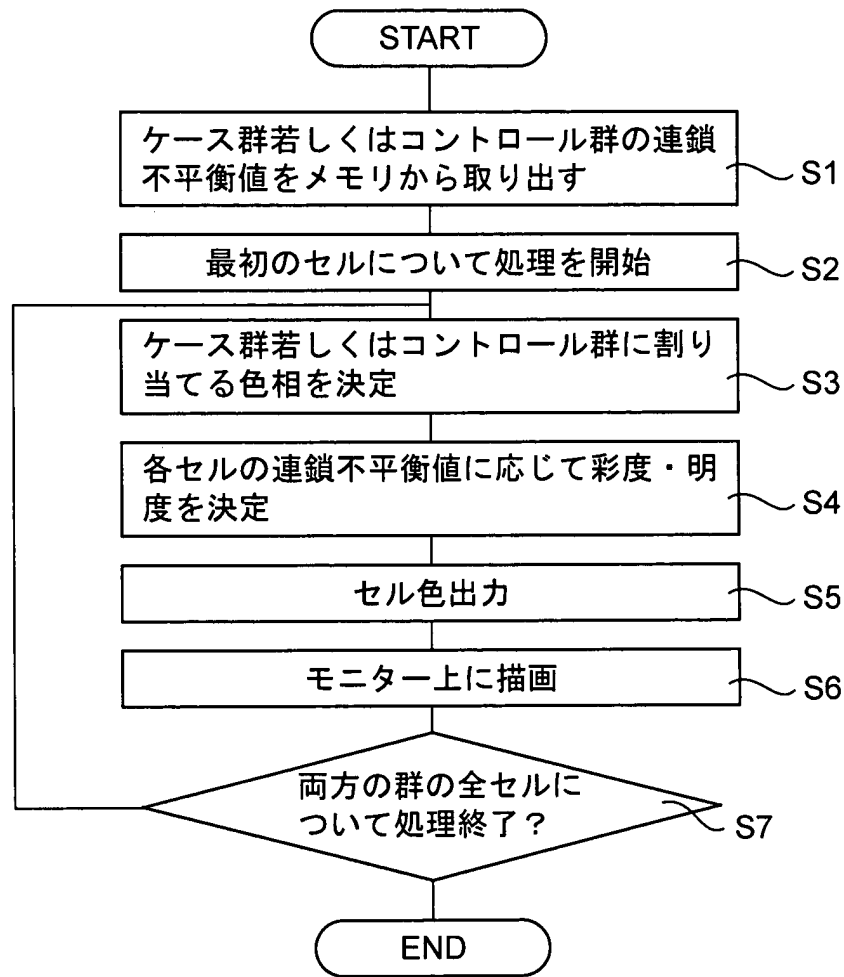 START
ケース群若しくはコントロール群の連鎖
不平衡値をメモリから取り出す
S1
最初のセルについて処理を開始
S2
ケース群若しくはコントロール群に割り
当てる色相を決定
S3
各セルの連鎖不平衡値に応じて彩度・明
度を決定
S4
セル色出力
S5
モニター上に描画
S6
両方の群の全セルに
ついて処理終了?
S7
END